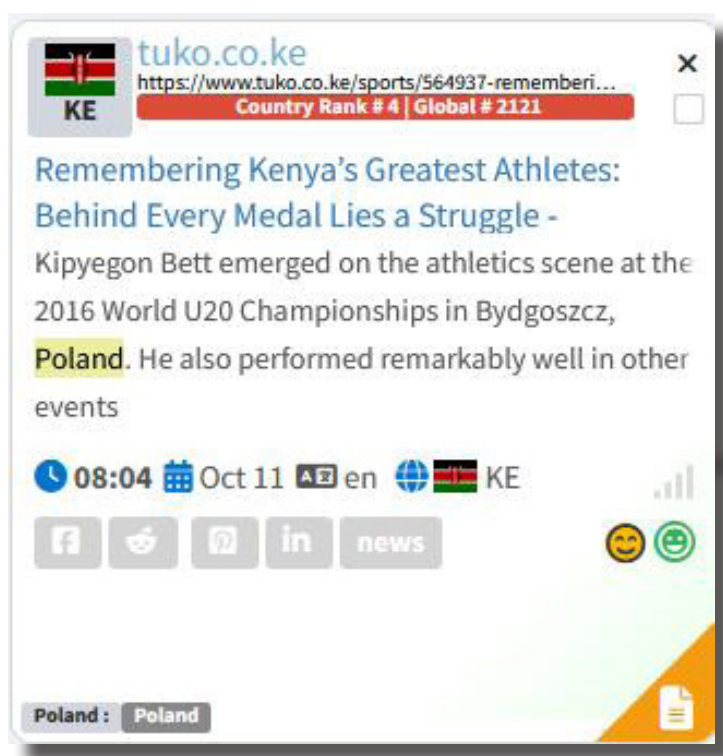 tuko.co.ke
https://www.tuko.co.ke/sports/564937-rememberi...
KE
Country Rank # 4 | Global # 2121
Remembering Kenya's Greatest Athletes:
Behind Every Medal Lies a Struggle -
Kipyegon Bett emerged on the athletics scene at the
2016 World U20 Championships in Bydgoszcz,
Poland. He also performed remarkably well in other
events
08:04 Oct 11 en KE
news
Poland : Poland